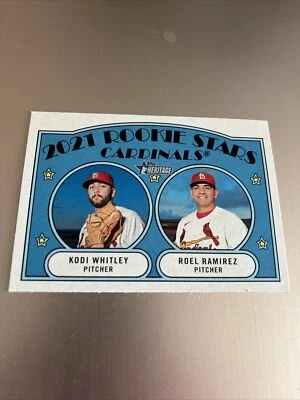 2021 ROOKIE STARS
CARDINALS®
Topps
HERITAGE
KODI WHITLEY
PITCHER
ROEL RAMIREZ
PITCHER